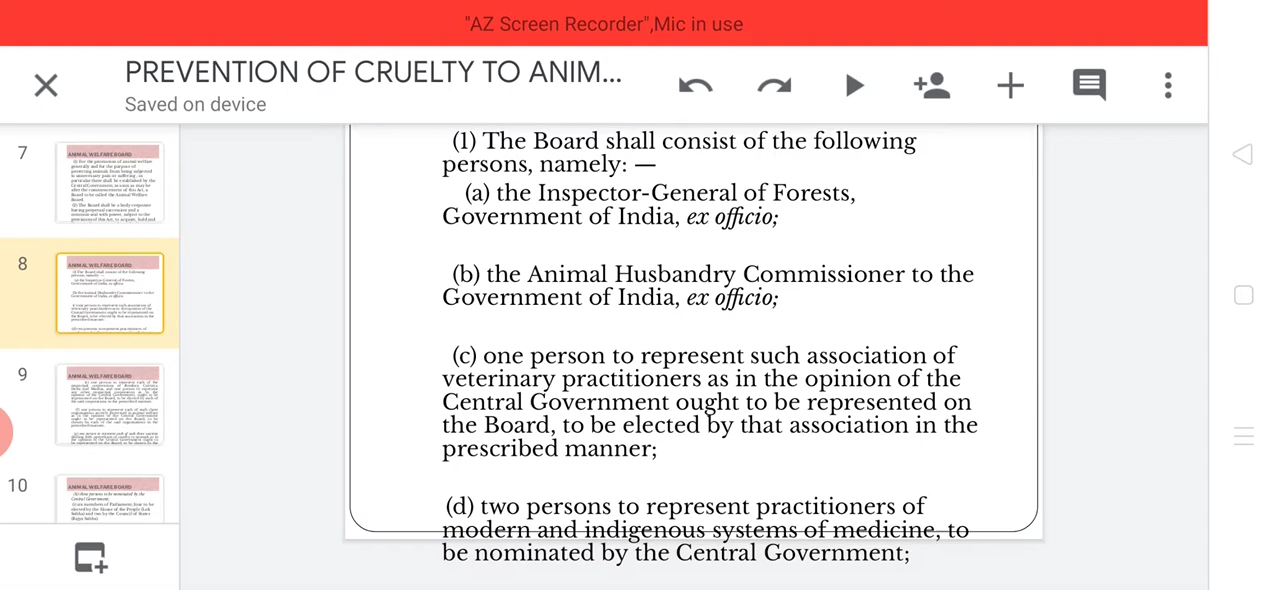 "AZ Screen Recorder",Mic in use
PREVENTION OF CRUELTY TO ANIM...
Saved on device
7
ANIMAL WELFARE BOARD
8
ANIMAL WELFARE BOARD
9
ANIMAL WELFARE BOARD
10
ANIMAL WELFARE BOARD
(1) The Board shall consist of the following
persons, namely: —
(a) the Inspector-General of Forests,
Government of India, ex officio;
(b) the Animal Husbandry Commissioner to the
Government of India, ex officio;
(c) one person to represent such association of
veterinary practitioners as in the opinion of the
Central Government ought to be represented on
the Board, to be elected by that association in the
prescribed manner;
(d) two persons to represent practitioners of
modern and indigenous systems of medicine, to
be nominated by the Central Government;